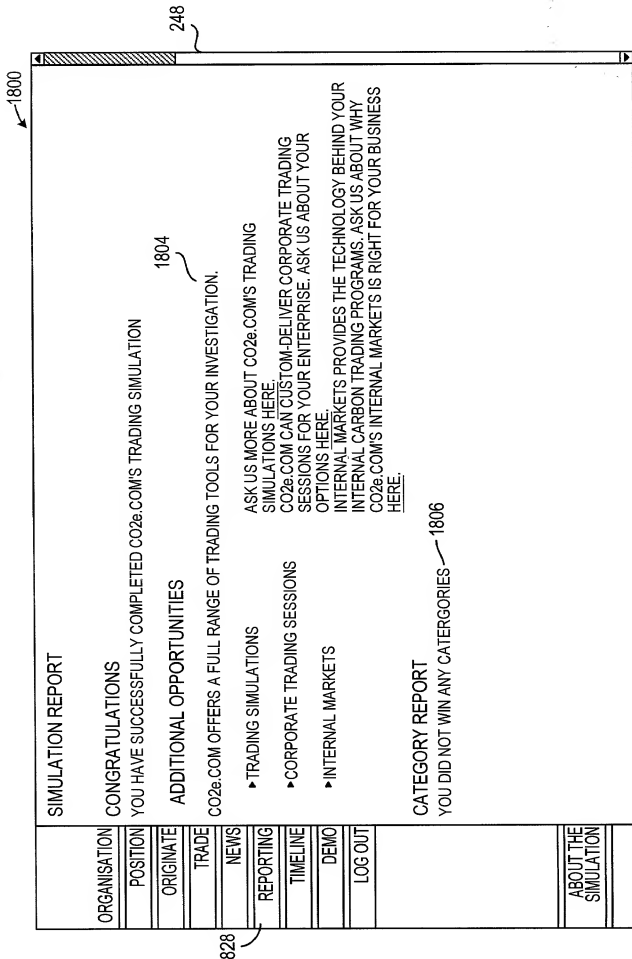 1800
248
SIMULATION REPORT
CONGRATULATIONS
YOU HAVE SUCCESSFULLY COMPLETED CO2e.COM'S TRADING SIMULATION
ADDITIONAL OPPORTUNITIES
1804
CO2e.COM OFFERS A FULL RANGE OF TRADING TOOLS FOR YOUR INVESTIGATION.
▸TRADING SIMULATIONS
ASK US MORE ABOUT CO2e.COM'S TRADING
SIMULATIONS HERE.
▸CORPORATE TRADING SESSIONS
CO2e.COM CAN CUSTOM-DELIVER CORPORATE TRADING
SESSIONS FOR YOUR ENTERPRISE. ASK US ABOUT YOUR
OPTIONS HERE.
▸INTERNAL MARKETS
INTERNAL MARKETS PROVIDES THE TECHNOLOGY BEHIND YOUR
INTERNAL CARBON TRADING PROGRAMS. ASK US ABOUT WHY
CO2e.COM'S INTERNAL MARKETS IS RIGHT FOR YOUR BUSINESS
HERE.
CATEGORY REPORT
YOU DID NOT WIN ANY CATERGORIES
1806
ORGANISATION
POSITION
ORIGINATE
TRADE
NEWS
REPORTING
TIMELINE
DEMO
LOG OUT
ABOUT THE
SIMULATION
828